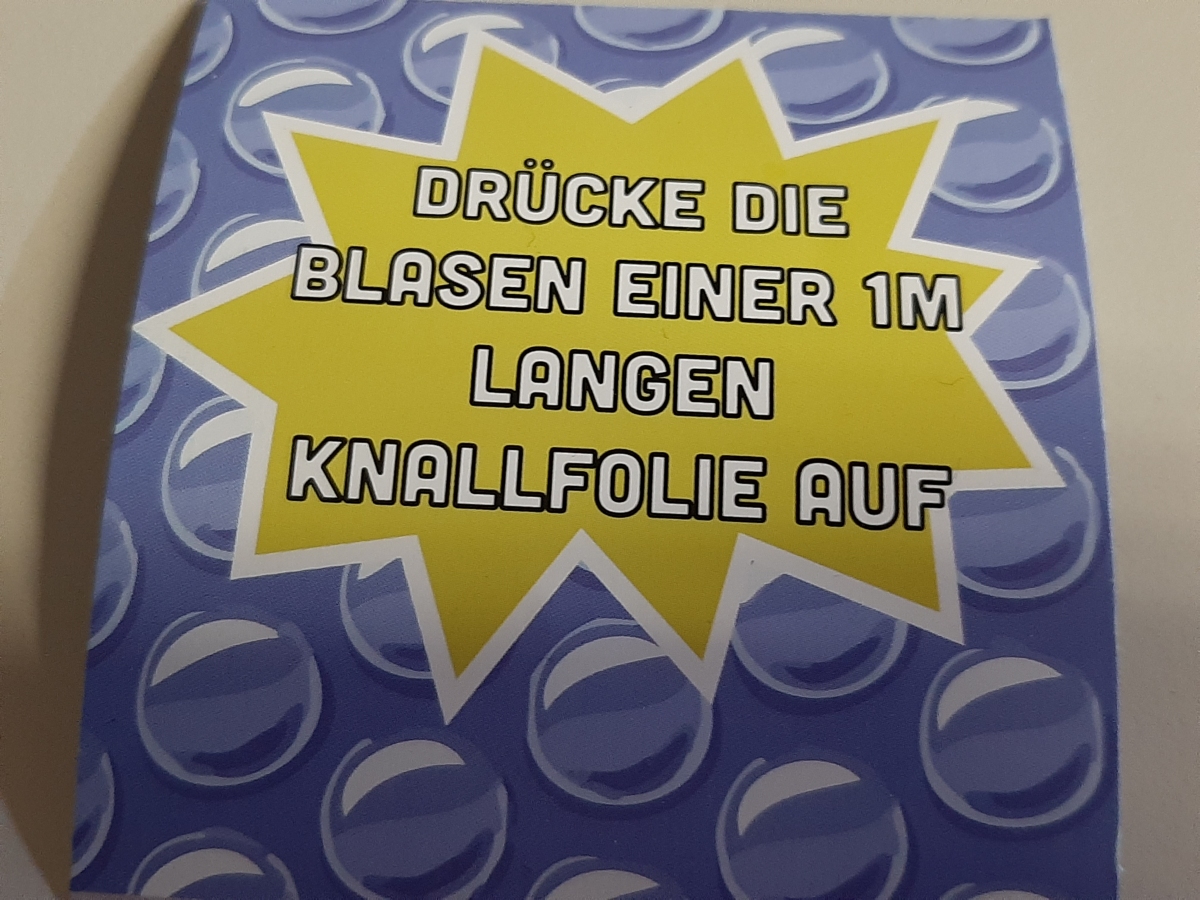 DRÜCKE DIE
BLASEN EINER 1M
LANGEN
KNALLFOLIE AUF